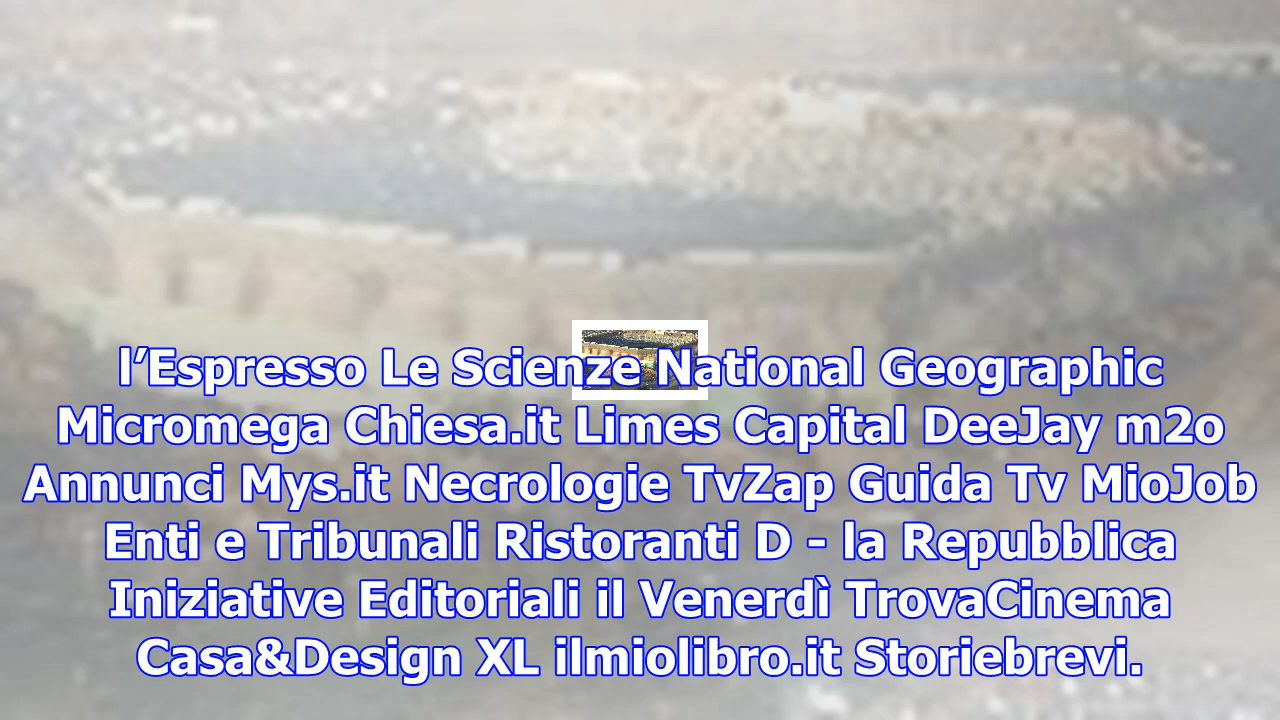 l’Espresso Le Scienze National Geographic
Micromega Chiesa.it Limes Capital DeeJay m2o
Annunci Mys.it Necrologie TvZap Guida Tv MioJob
Enti e Tribunali Ristoranti D - la Repubblica
Iniziative Editoriali il Venerdì TrovaCinema
Casa&Design XL ilmiolibro.it Storiebrevi.